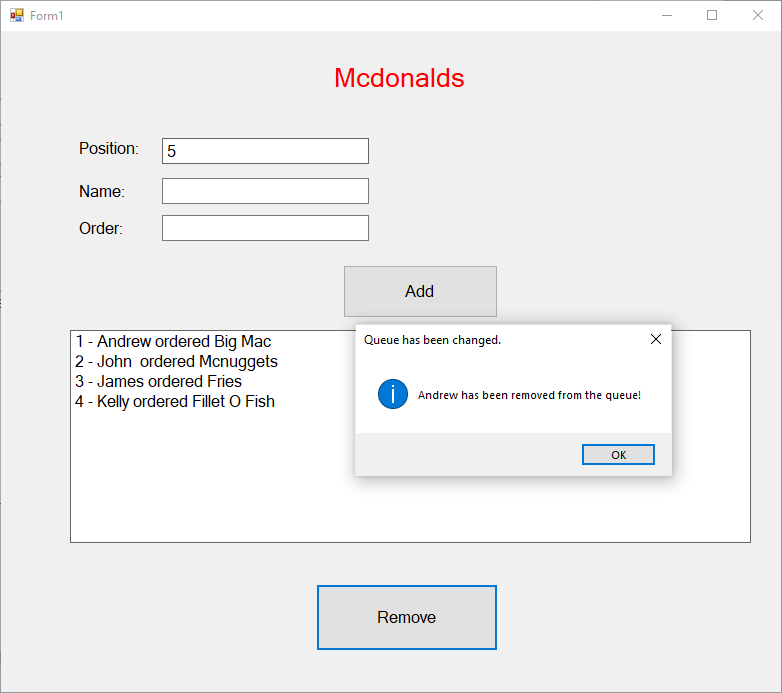 Form1
Mcdonalds
Position:
5
Name:
Order:
Add
1 - Andrew ordered Big Mac
2 - John  ordered Mcnuggets
3 - James ordered Fries
4 - Kelly ordered Fillet O Fish
Queue has been changed.
Andrew has been removed from the queue!
OK
Remove